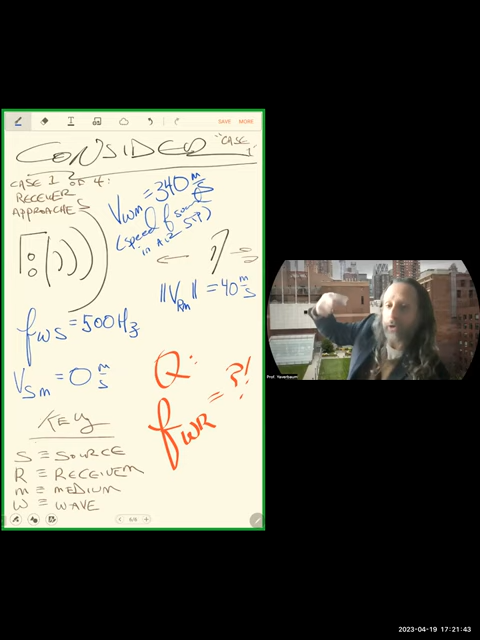 T
SAVE MORE
CONSIDER "CASE 1"
CASE 1 OF 4:
RECEIVER
APPROACHES
V_WM = 340 m/s
(speed of sound
in AIR STP)
||V_RM|| = 40 m/s
f_WS = 500 Hz
V_SM = 0 m/s
Q:
f_WR = ?!
KEY
S ≡ SOURCE
R ≡ RECEIVER
M ≡ MEDIUM
W ≡ WAVE
6/6
Prof. Yaverbaum
2023-04-19 17:21:43